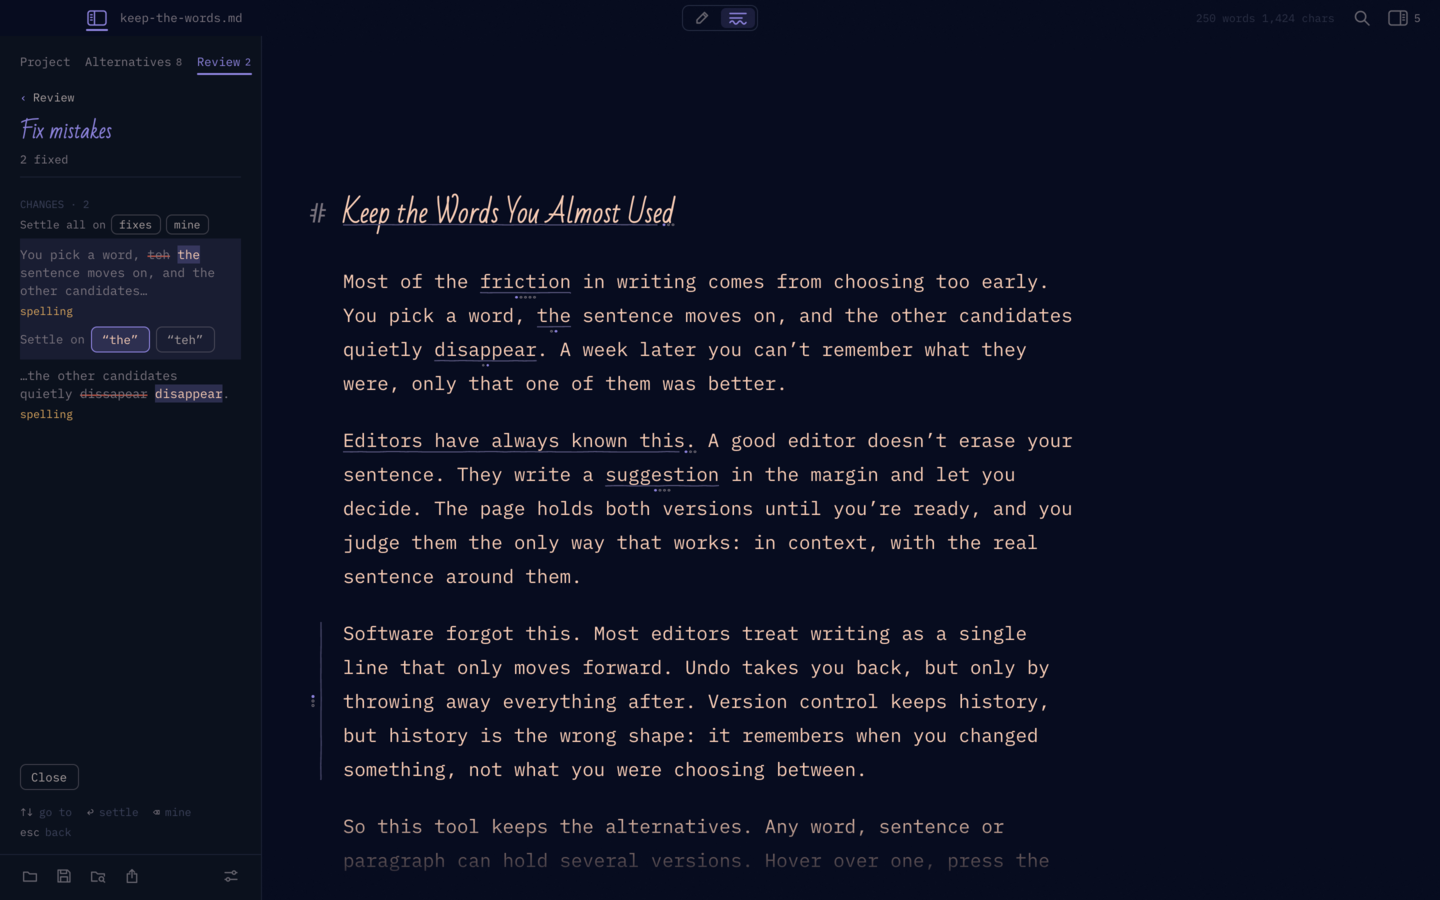 keep-the-words.md
250 words 1,424 chars
5
Project Alternatives 8 Review 2
‹ Review
Fix mistakes
2 fixed
CHANGES · 2
Settle all on fixes mine
You pick a word, teh the
sentence moves on, and the
other candidates…
spelling
Settle on “the” “teh”
…the other candidates
quietly dissapear disappear.
spelling
Close
↑↓ go to ↵ settle ⌫ mine
esc back
# Keep the Words You Almost Used
Most of the friction in writing comes from choosing too early.
You pick a word, the sentence moves on, and the other candidates
quietly disappear. A week later you can’t remember what they
were, only that one of them was better.
Editors have always known this. A good editor doesn’t erase your
sentence. They write a suggestion in the margin and let you
decide. The page holds both versions until you’re ready, and you
judge them the only way that works: in context, with the real
sentence around them.
Software forgot this. Most editors treat writing as a single
line that only moves forward. Undo takes you back, but only by
throwing away everything after. Version control keeps history,
but history is the wrong shape: it remembers when you changed
something, not what you were choosing between.
So this tool keeps the alternatives. Any word, sentence or
paragraph can hold several versions. Hover over one, press the